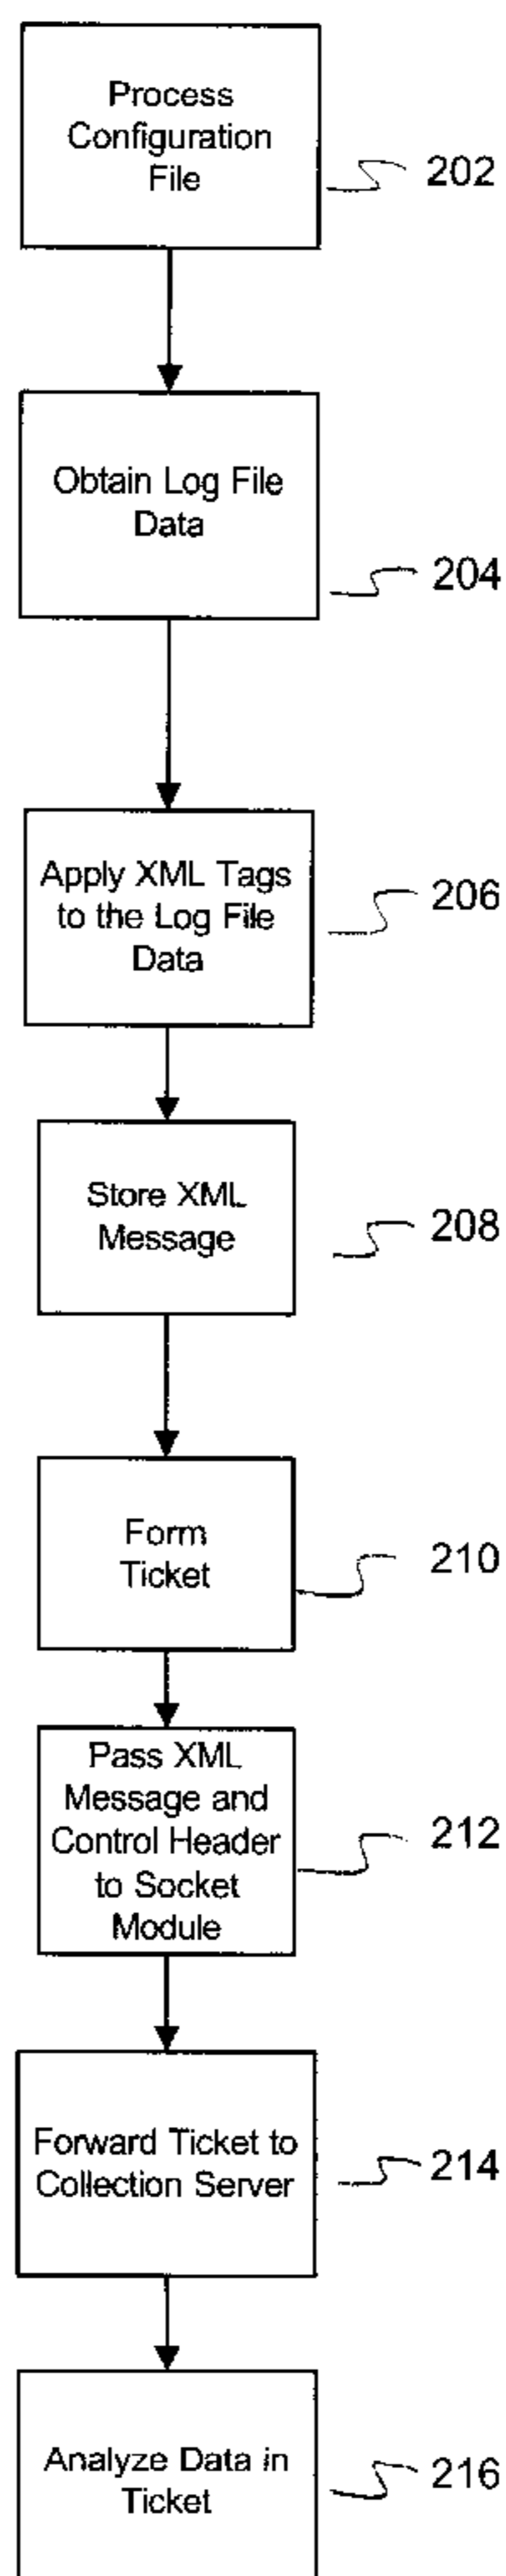 Process
Configuration
File
202
Obtain Log File
Data
204
Apply XML Tags
to the Log File
Data
206
Store XML
Message
208
Form
Ticket
210
Pass XML
Message and
Control Header
to Socket
Module
212
Forward Ticket to
Collection Server
214
Analyze Data in
Ticket
216